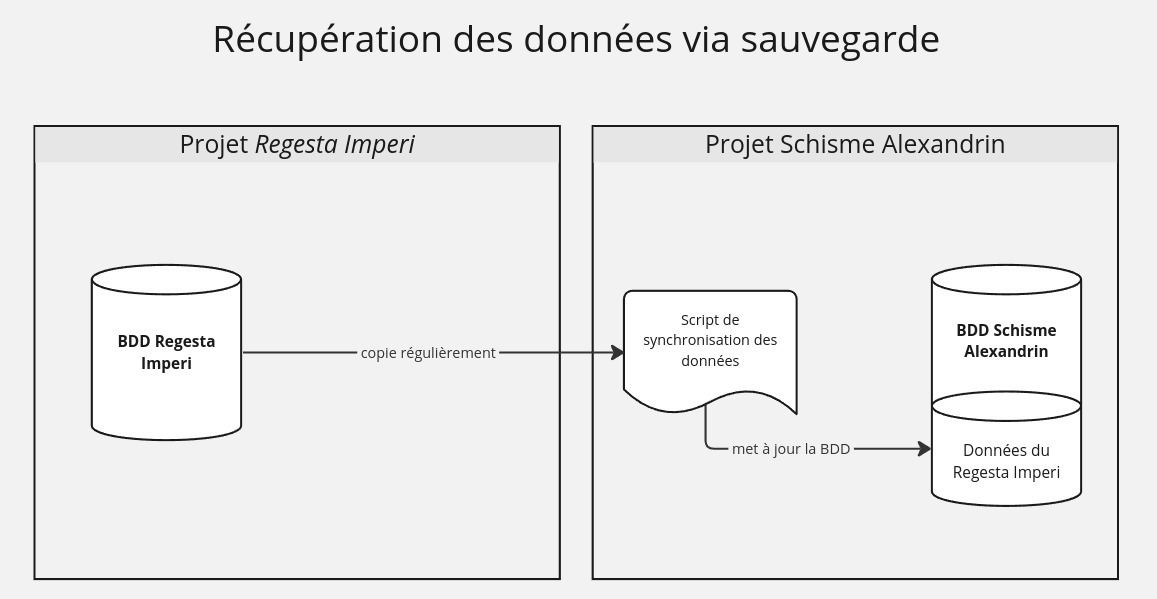 Récupération des données via sauvegarde
Projet Regesta Imperi
Projet Schisme Alexandrin
BDD Regesta
Imperi
copie régulièrement
Script de
synchronisation des
données
met à jour la BDD
BDD Schisme
Alexandrin
Données du
Regesta Imperi